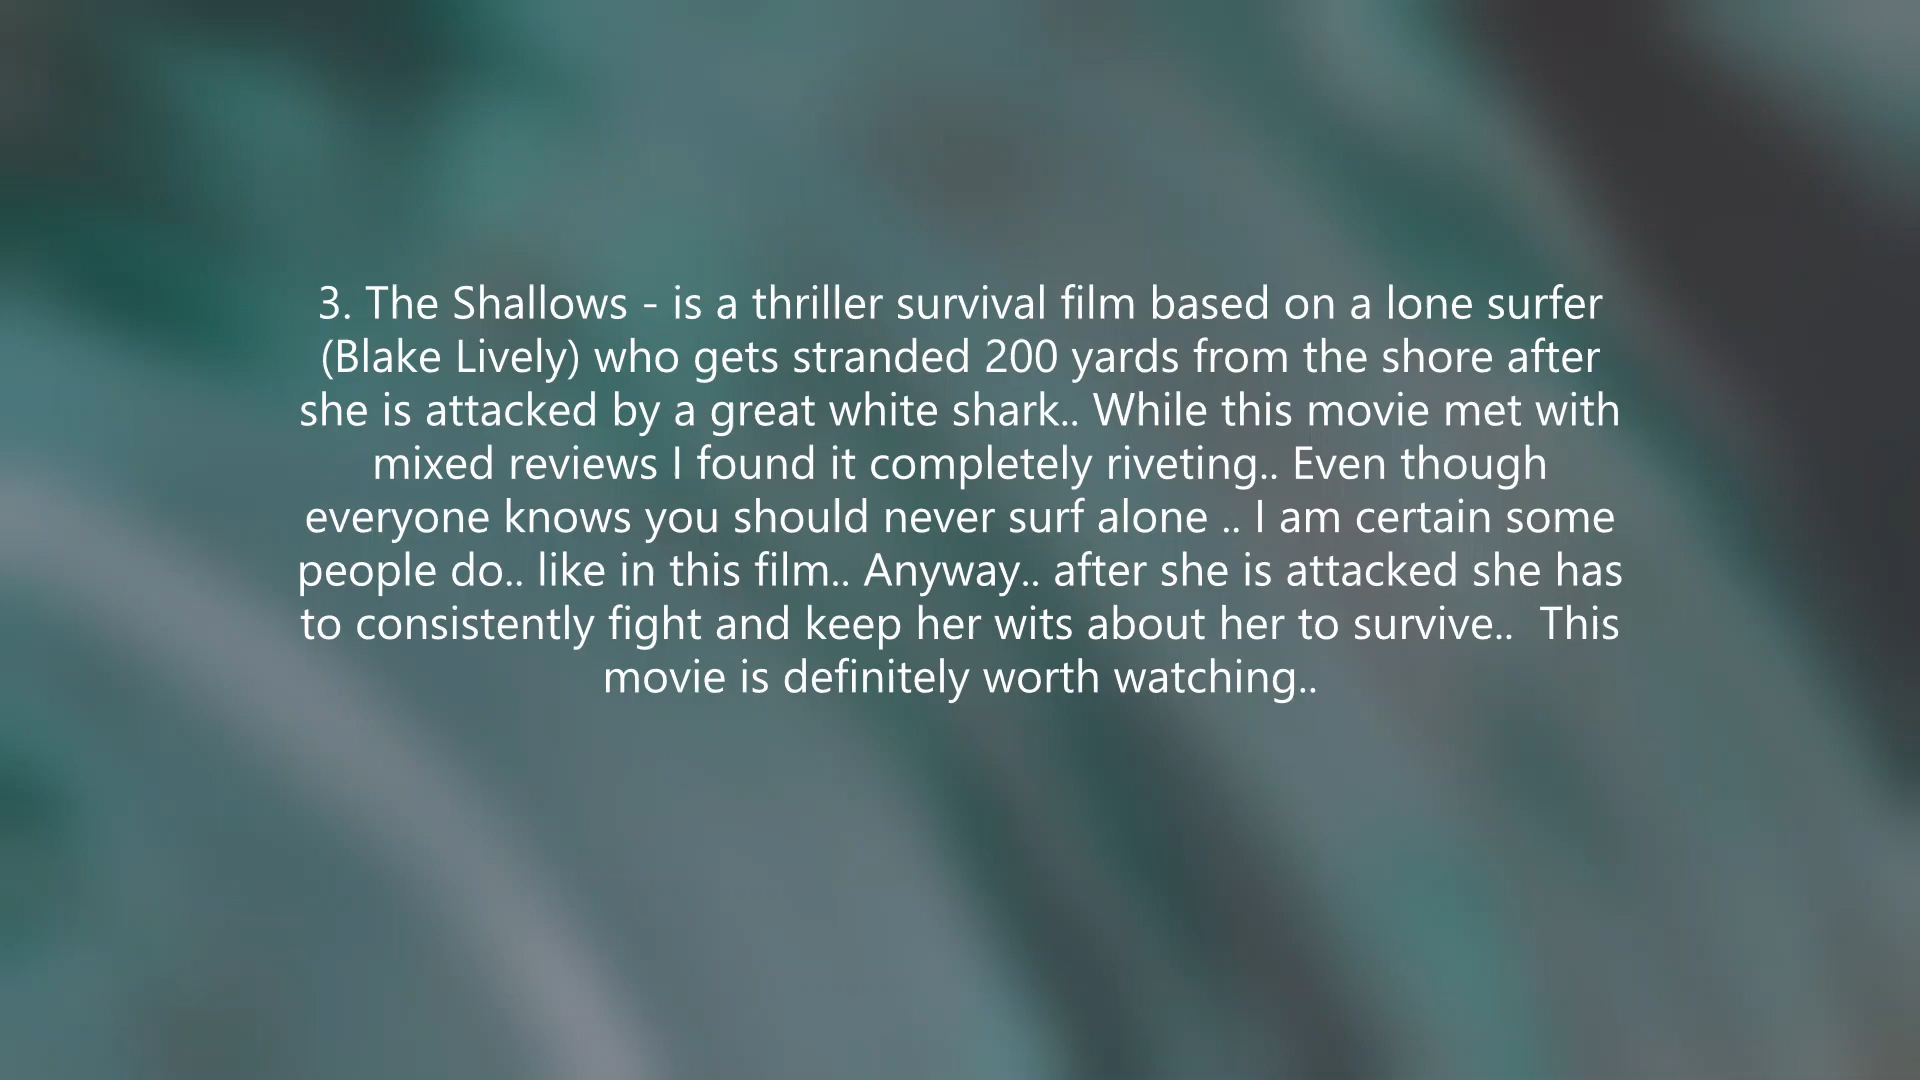 3. The Shallows - is a thriller survival film based on a lone surfer
(Blake Lively) who gets stranded 200 yards from the shore after
she is attacked by a great white shark.. While this movie met with
mixed reviews I found it completely riveting.. Even though
everyone knows you should never surf alone .. I am certain some
people do.. like in this film.. Anyway.. after she is attacked she has
to consistently fight and keep her wits about her to survive..  This
movie is definitely worth watching..